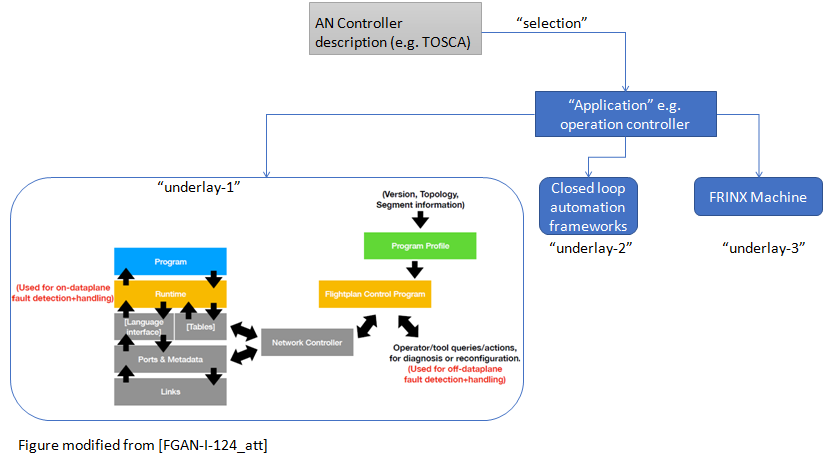 AN Controller
description (e.g. TOSCA)
“selection”
“Application” e.g.
operation controller
“underlay-1”
Closed loop
automation
frameworks
FRINX Machine
“underlay-2”
“underlay-3”
(Version, Topology,
Segment information)
Program Profile
Program
(Used for on-dataplane
fault detection+handling)
Runtime
Flightplan Control Program
[Language
interface]
[Tables]
Network Controller
Ports & Metadata
Operator/tool queries/actions,
for diagnosis or reconfiguration.
(Used for off-dataplane
fault detection+handling)
Links
Figure modified from [FGAN-I-124_att]